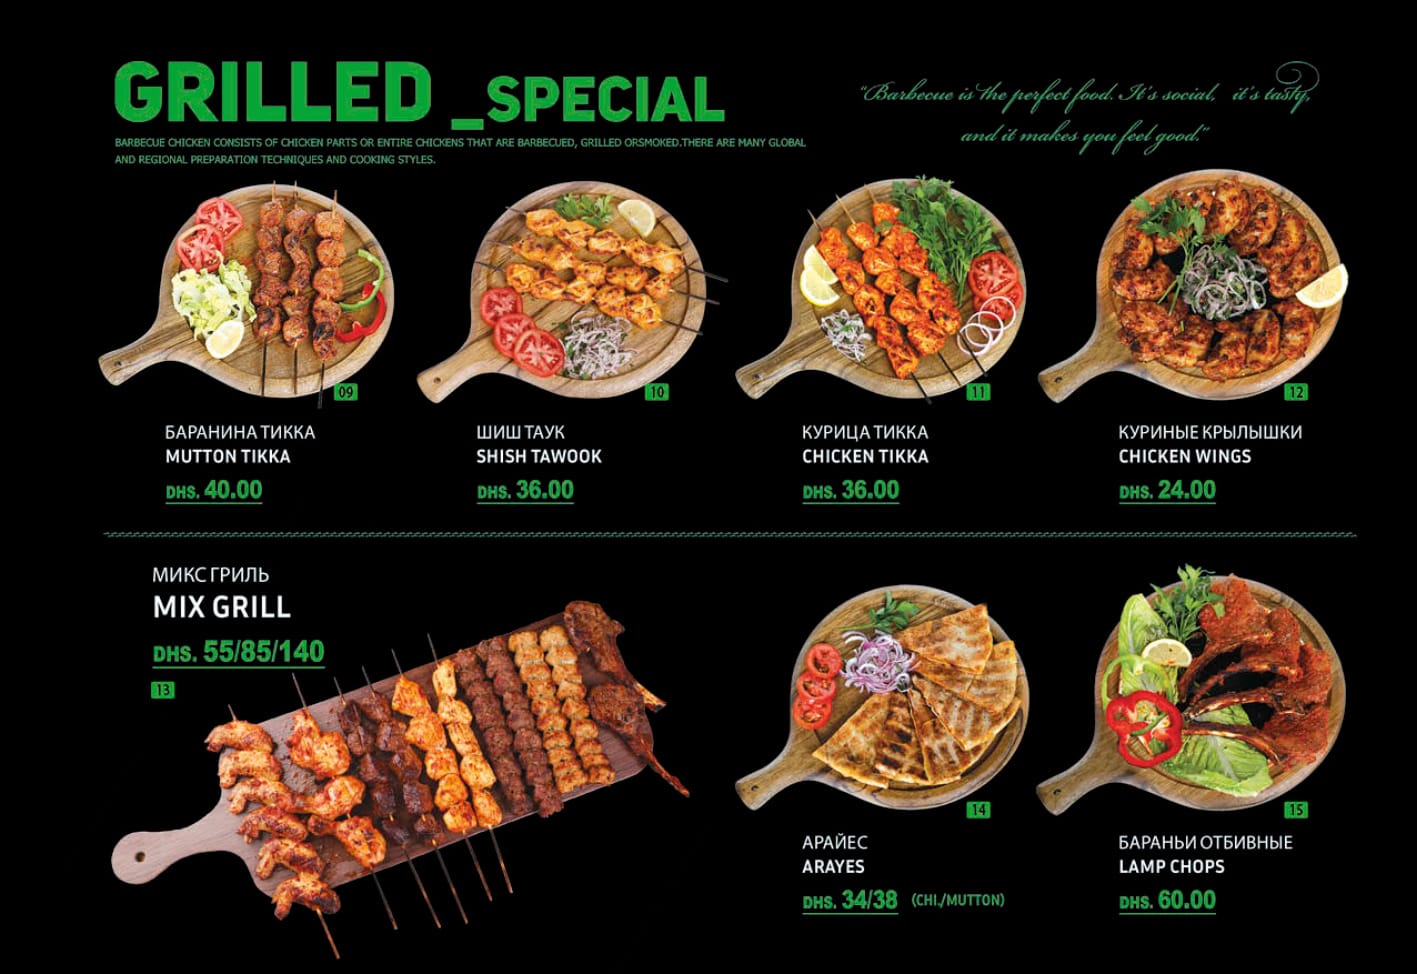 GRILLED _SPECIAL
BARBECUE CHICKEN CONSISTS OF CHICKEN PARTS OR ENTIRE CHICKENS THAT ARE BARBECUED, GRILLED ORSMOKED.THERE ARE MANY GLOBAL
AND REGIONAL PREPARATION TECHNIQUES AND COOKING STYLES.
"Barbecue is the perfect food. It's social, it's tasty,
and it makes you feel good."
09
БАРАНИНА ТИККА
MUTTON TIKKA
DHS. 40.00
10
ШИШ ТАУК
SHISH TAWOOK
DHS. 36.00
11
КУРИЦА ТИККА
CHICKEN TIKKA
DHS. 36.00
12
КУРИНЫЕ КРЫЛЫШКИ
CHICKEN WINGS
DHS. 24.00
МИКС ГРИЛЬ
MIX GRILL
DHS. 55/85/140
13
14
АРАЙЕС
ARAYES
DHS. 34/38 (CHI./MUTTON)
15
БАРАНЬИ ОТБИВНЫЕ
LAMP CHOPS
DHS. 60.00